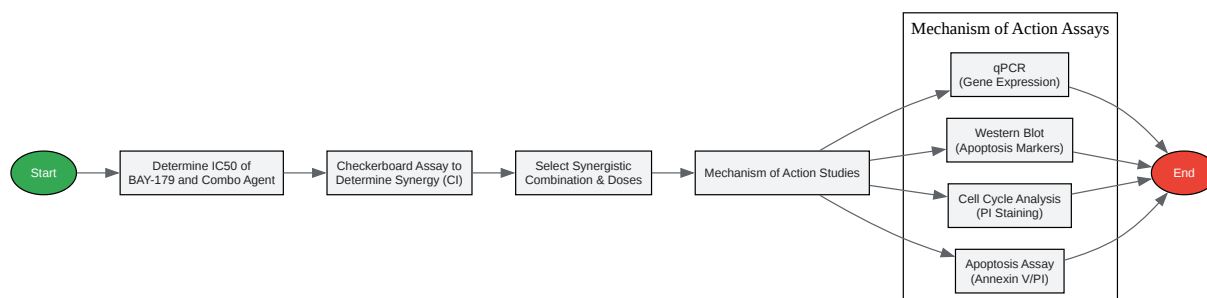 Start
Determine IC50 of
BAY-179 and Combo Agent
Checkerboard Assay to
Determine Synergy (CI)
Select Synergistic
Combination & Doses
Mechanism of Action Studies
Mechanism of Action Assays
qPCR
(Gene Expression)
Western Blot
(Apoptosis Markers)
Cell Cycle Analysis
(PI Staining)
Apoptosis Assay
(Annexin V/PI)
End